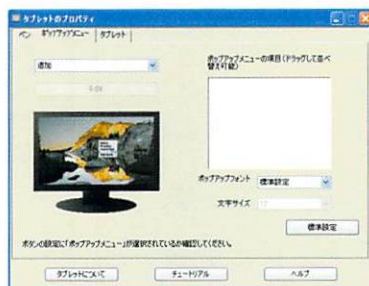 タブレットのプロパティ
ペン ポップアップメニュー タブレット
追加
削除
ポップアップメニューの項目(ドラッグして並べ
替え可能)
ポップアップフォント 標準設定
文字サイズ 12
標準設定
ボタンの設定に「ポップアップメニュー」が選択されているか確認してください。
タブレットについて チュートリアル ヘルプ